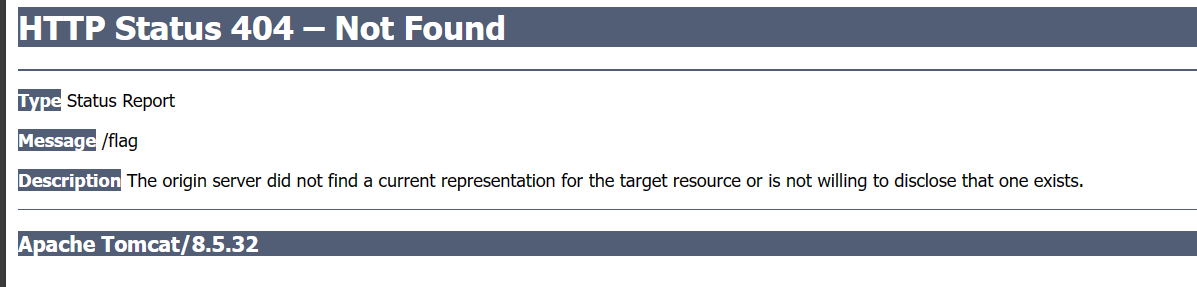 HTTP Status 404 – Not Found
Type Status Report
Message /flag
Description The origin server did not find a current representation for the target resource or is not willing to disclose that one exists.
Apache Tomcat/8.5.32